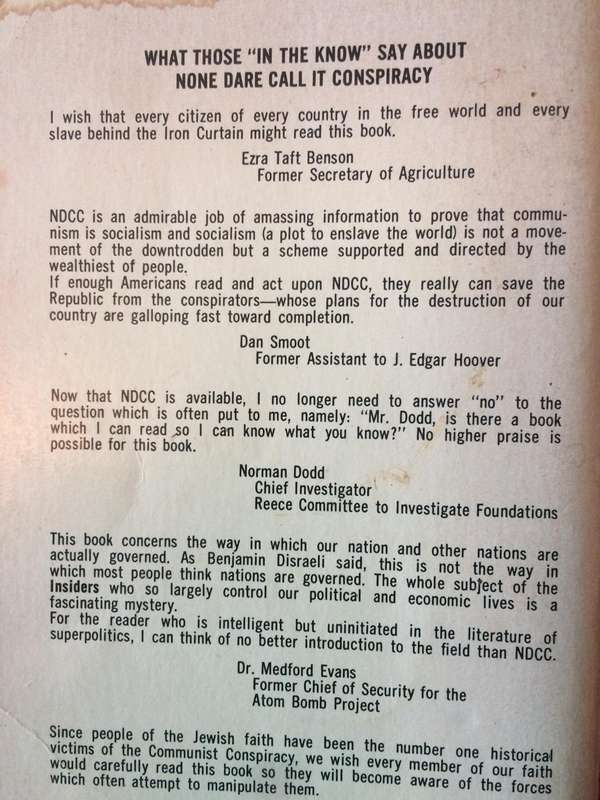 WHAT THOSE "IN THE KNOW" SAY ABOUT
NONE DARE CALL IT CONSPIRACY
I wish that every citizen of every country in the free world and every
slave behind the Iron Curtain might read this book.
Ezra Taft Benson
Former Secretary of Agriculture
NDCC is an admirable job of amassing information to prove that commu-
nism is socialism and socialism (a plot to enslave the world) is not a move-
ment of the downtrodden but a scheme supported and directed by the
wealthiest of people.
If enough Americans read and act upon NDCC, they really can save the
Republic from the conspirators—whose plans for the destruction of our
country are galloping fast toward completion.
Dan Smoot
Former Assistant to J. Edgar Hoover
Now that NDCC is available, I no longer need to answer "no" to the
question which is often put to me, namely: "Mr. Dodd, is there a book
which I can read so I can know what you know?" No higher praise is
possible for this book.
Norman Dodd
Chief Investigator
Reece Committee to Investigate Foundations
This book concerns the way in which our nation and other nations are
actually governed. As Benjamin Disraeli said, this is not the way in
which most people think nations are governed. The whole subject of the
Insiders who so largely control our political and economic lives is a
fascinating mystery.
For the reader who is intelligent but uninitiated in the literature of
superpolitics, I can think of no better introduction to the field than NDCC.
Dr. Medford Evans
Former Chief of Security for the
Atom Bomb Project
Since people of the Jewish faith have been the number one historical
victims of the Communist Conspiracy, we wish every member of our faith
would carefully read this book so they will become aware of the forces
which often attempt to manipulate them.